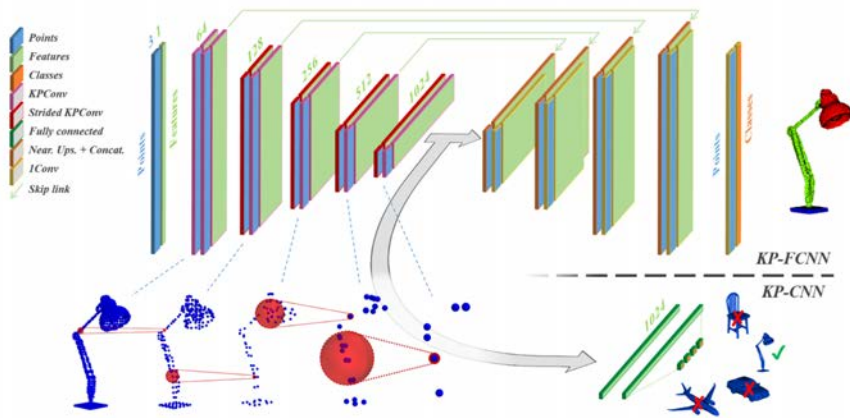 Points
Features
Classes
KPConv
Strided KPConv
Fully connected
Near. Ups. + Concat.
1Conv
Skip link
3
1
64
128
256
512
1024
Points
Features
Points
Classes
KP-FCNN
KP-CNN
1024